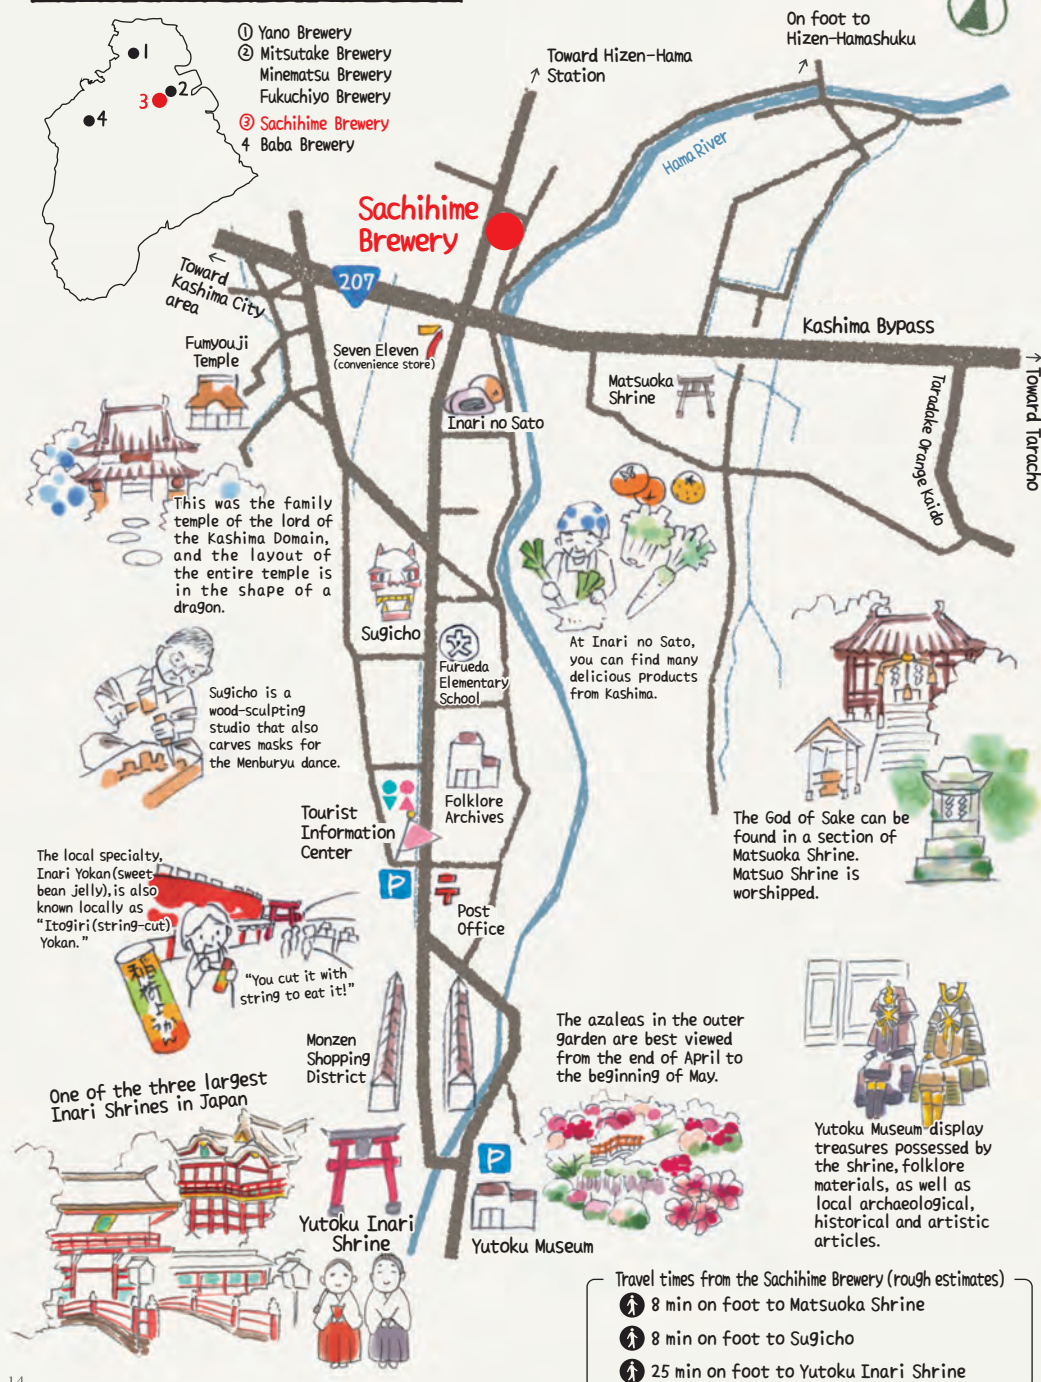 ① Yano Brewery
② Mitsutake Brewery
Minematsu Brewery
Fukuchiyo Brewery
③ Sachihime Brewery
4 Baba Brewery
1
2
3
4
On foot to
Hizen-Hamashuku
Toward Hizen-Hama
Station
Hama River
Sachihime
Brewery
Toward
Kashima City
area
207
Kashima Bypass
Toward Taracho
Taradake Orange Kaido
Fumyouji
Temple
Seven Eleven
(convenience store)
7
Inari no Sato
Matsuoka
Shrine
This was the family
temple of the lord of
the Kashima Domain,
and the layout of
the entire temple is
in the shape of a
dragon.
Sugicho
文
Furueda
Elementary
School
At Inari no Sato,
you can find many
delicious products
from Kashima.
Sugicho is a
wood-sculpting
studio that also
carves masks for
the Menburyu dance.
Tourist
Information
Center
Folklore
Archives
The God of Sake can be
found in a section of
Matsuoka Shrine.
Matsuo Shrine is
worshipped.
The local specialty,
Inari Yokan(sweet
bean jelly),is also
known locally as
“Itogiri(string-cut)
Yokan.”
稲荷ようかん
“You cut it with
string to eat it!”
P
〒
Post
Office
Monzen
Shopping
District
The azaleas in the outer
garden are best viewed
from the end of April to
the beginning of May.
One of the three largest
Inari Shrines in Japan
Yutoku Inari
Shrine
P
Yutoku Museum
Yutoku Museum display
treasures possessed by
the shrine, folklore
materials, as well as
local archaeological,
historical and artistic
articles.
Travel times from the Sachihime Brewery (rough estimates)
8 min on foot to Matsuoka Shrine
8 min on foot to Sugicho
25 min on foot to Yutoku Inari Shrine
14